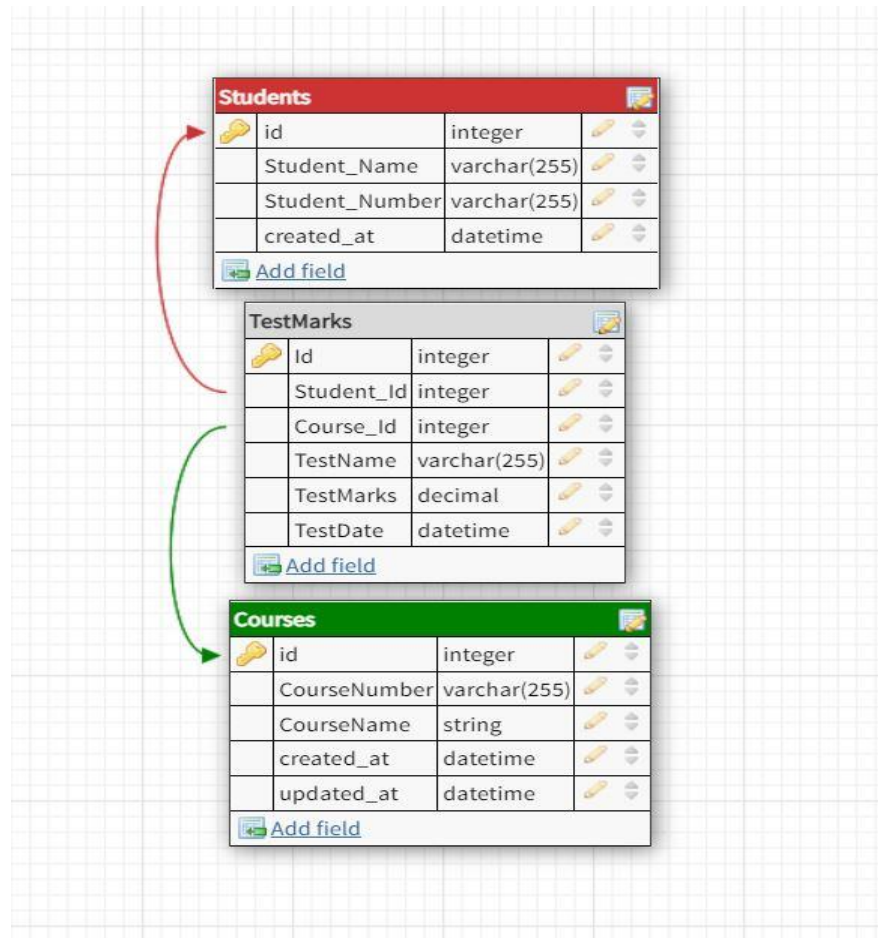 Students
id integer
Student_Name varchar(255)
Student_Number varchar(255)
created_at datetime
Add field
TestMarks
Id integer
Student_Id integer
Course_Id integer
TestName varchar(255)
TestMarks decimal
TestDate datetime
Add field
Courses
id integer
CourseNumber varchar(255)
CourseName string
created_at datetime
updated_at datetime
Add field